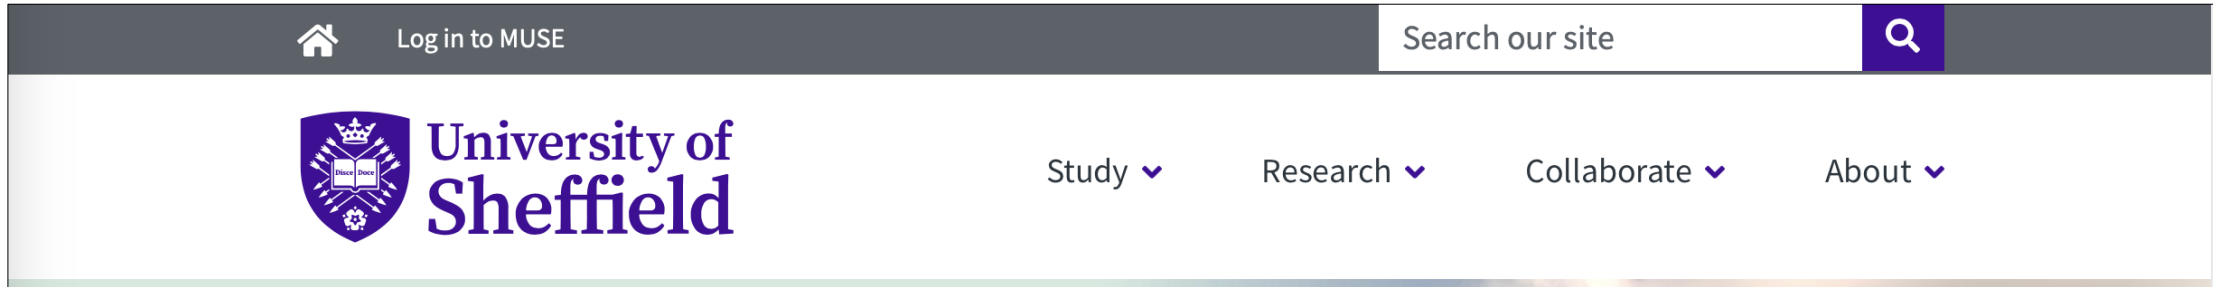 Log in to MUSE
Search our site
Disce Doce
University of
Sheffield
Study
Research
Collaborate
About